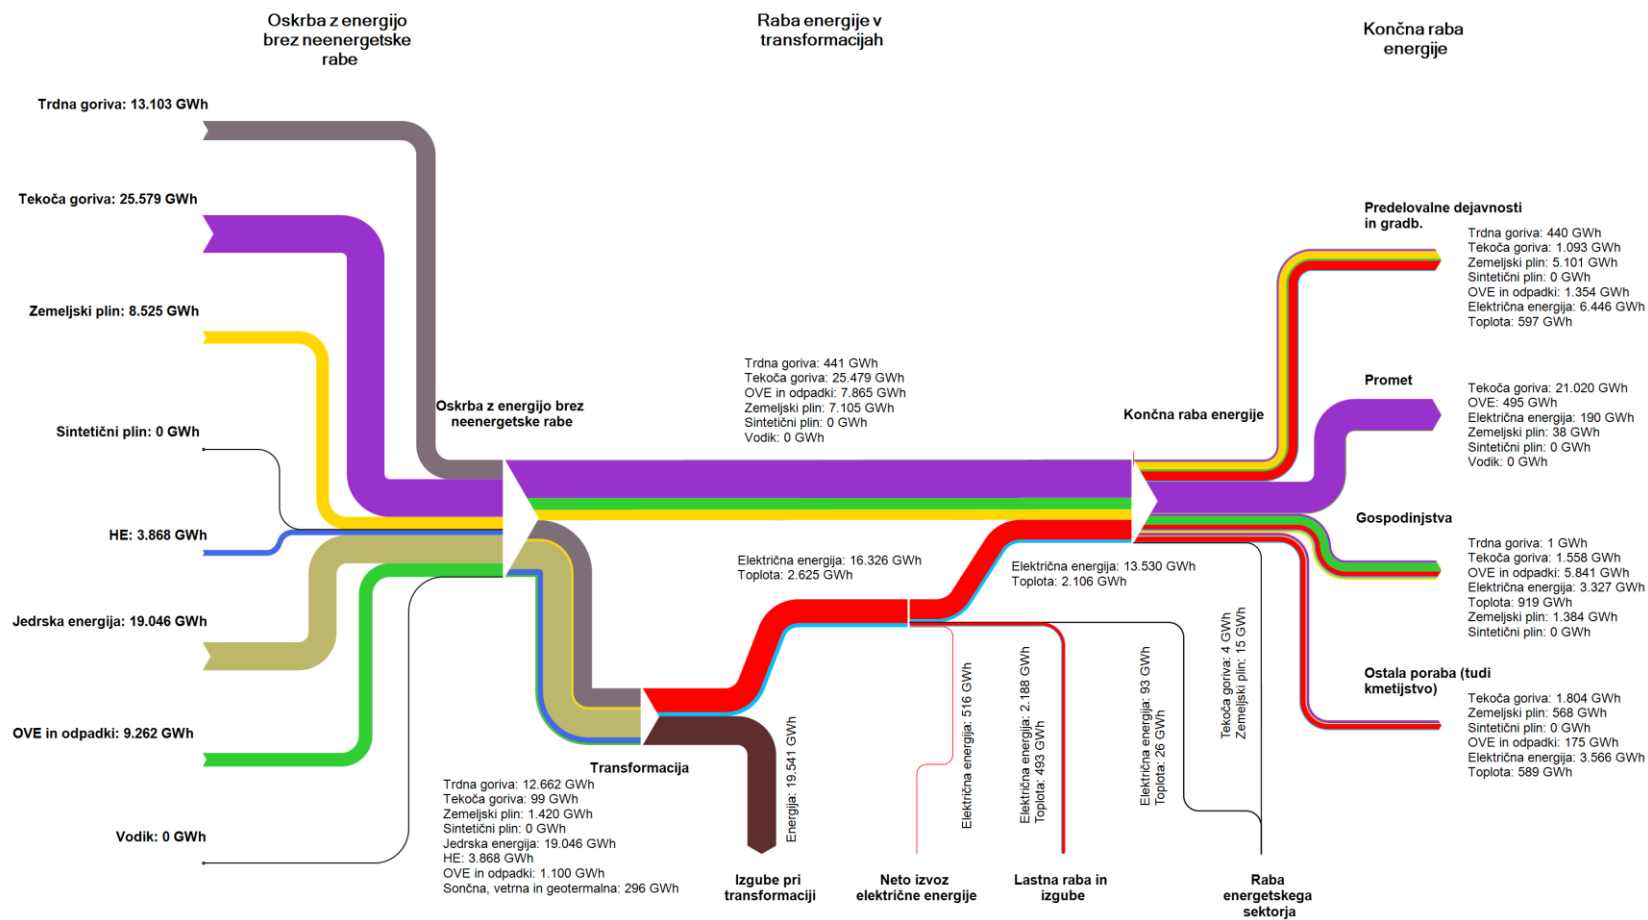 Oskrba z energijo
brez neenergetske
rabe
Raba energije v
transformacijah
Končna raba
energije
Trdna goriva: 13.103 GWh
Tekoča goriva: 25.579 GWh
Zemeljski plin: 8.525 GWh
Sintetični plin: 0 GWh
HE: 3.868 GWh
Jedrska energija: 19.046 GWh
OVE in odpadki: 9.262 GWh
Vodik: 0 GWh
Oskrba z energijo brez
neenergetske rabe
Trdna goriva: 441 GWh
Tekoča goriva: 25.479 GWh
OVE in odpadki: 7.865 GWh
Zemeljski plin: 7.105 GWh
Sintetični plin: 0 GWh
Vodik: 0 GWh
Končna raba energije
Električna energija: 16.326 GWh
Toplota: 2.625 GWh
Električna energija: 13.530 GWh
Toplota: 2.106 GWh
Transformacija
Trdna goriva: 12.662 GWh
Tekoča goriva: 99 GWh
Zemeljski plin: 1.420 GWh
Sintetični plin: 0 GWh
Jedrska energija: 19.046 GWh
HE: 3.868 GWh
OVE in odpadki: 1.100 GWh
Sončna, vetrna in geotermalna: 296 GWh
Energija: 19.541 GWh
Izgube pri
transformaciji
Električna energija: 516 GWh
Neto izvoz
električne energije
Električna energija: 2.188 GWh
Toplota: 493 GWh
Lastna raba in
izgube
Električna energija: 93 GWh
Toplota: 26 GWh
Tekoča goriva: 4 GWh
Zemeljski plin: 15 GWh
Raba
energetskega
sektorja
Predelovalne dejavnosti
in gradb.
Trdna goriva: 440 GWh
Tekoča goriva: 1.093 GWh
Zemeljski plin: 5.101 GWh
Sintetični plin: 0 GWh
OVE in odpadki: 1.354 GWh
Električna energija: 6.446 GWh
Toplota: 597 GWh
Promet
Tekoča goriva: 21.020 GWh
OVE: 495 GWh
Električna energija: 190 GWh
Zemeljski plin: 38 GWh
Sintetični plin: 0 GWh
Vodik: 0 GWh
Gospodinjstva
Trdna goriva: 1 GWh
Tekoča goriva: 1.558 GWh
OVE in odpadki: 5.841 GWh
Električna energija: 3.327 GWh
Toplota: 919 GWh
Zemeljski plin: 1.384 GWh
Sintetični plin: 0 GWh
Ostala poraba (tudi
kmetijstvo)
Tekoča goriva: 1.804 GWh
Zemeljski plin: 568 GWh
Sintetični plin: 0 GWh
OVE in odpadki: 175 GWh
Električna energija: 3.566 GWh
Toplota: 589 GWh